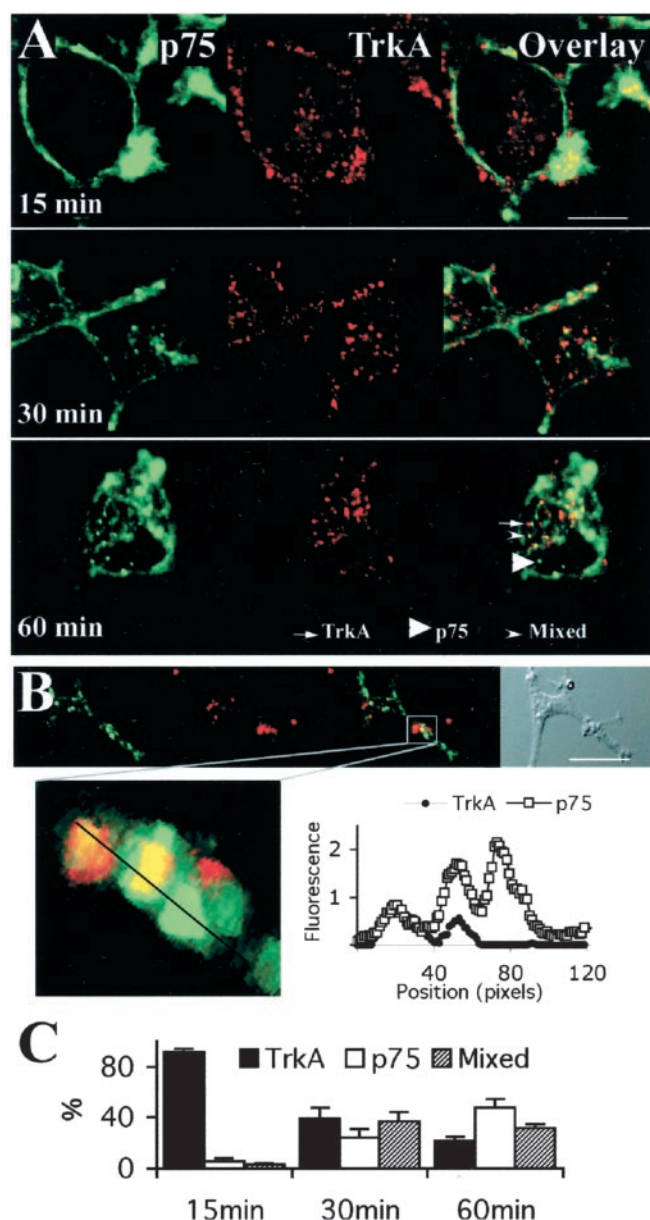 A
p75 TrkA Overlay
15 min
30 min
60 min
TrkA p75 Mixed
B
TrkA p75
Fluorescence
2
1
40 80 120
Position (pixels)
C
TrkA p75 Mixed
%
80
40
0
15min 30min 60min